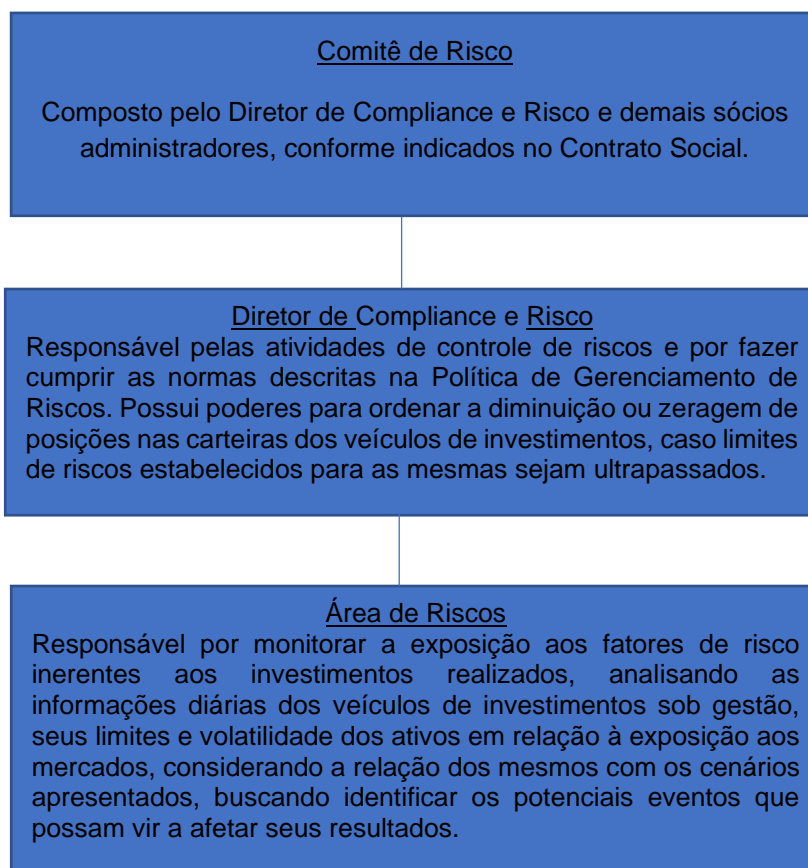 Comitê de Risco
Composto pelo Diretor de Compliance e Risco e demais sócios
administradores, conforme indicados no Contrato Social.
Diretor de Compliance e Risco
Responsável pelas atividades de controle de riscos e por fazer
cumprir as normas descritas na Política de Gerenciamento de
Riscos. Possui poderes para ordenar a diminuição ou zeragem de
posições nas carteiras dos veículos de investimentos, caso limites
de riscos estabelecidos para as mesmas sejam ultrapassados.
Área de Riscos
Responsável por monitorar a exposição aos fatores de risco
inerentes aos investimentos realizados, analisando as
informações diárias dos veículos de investimentos sob gestão,
seus limites e volatilidade dos ativos em relação à exposição aos
mercados, considerando a relação dos mesmos com os cenários
apresentados, buscando identificar os potenciais eventos que
possam vir a afetar seus resultados.